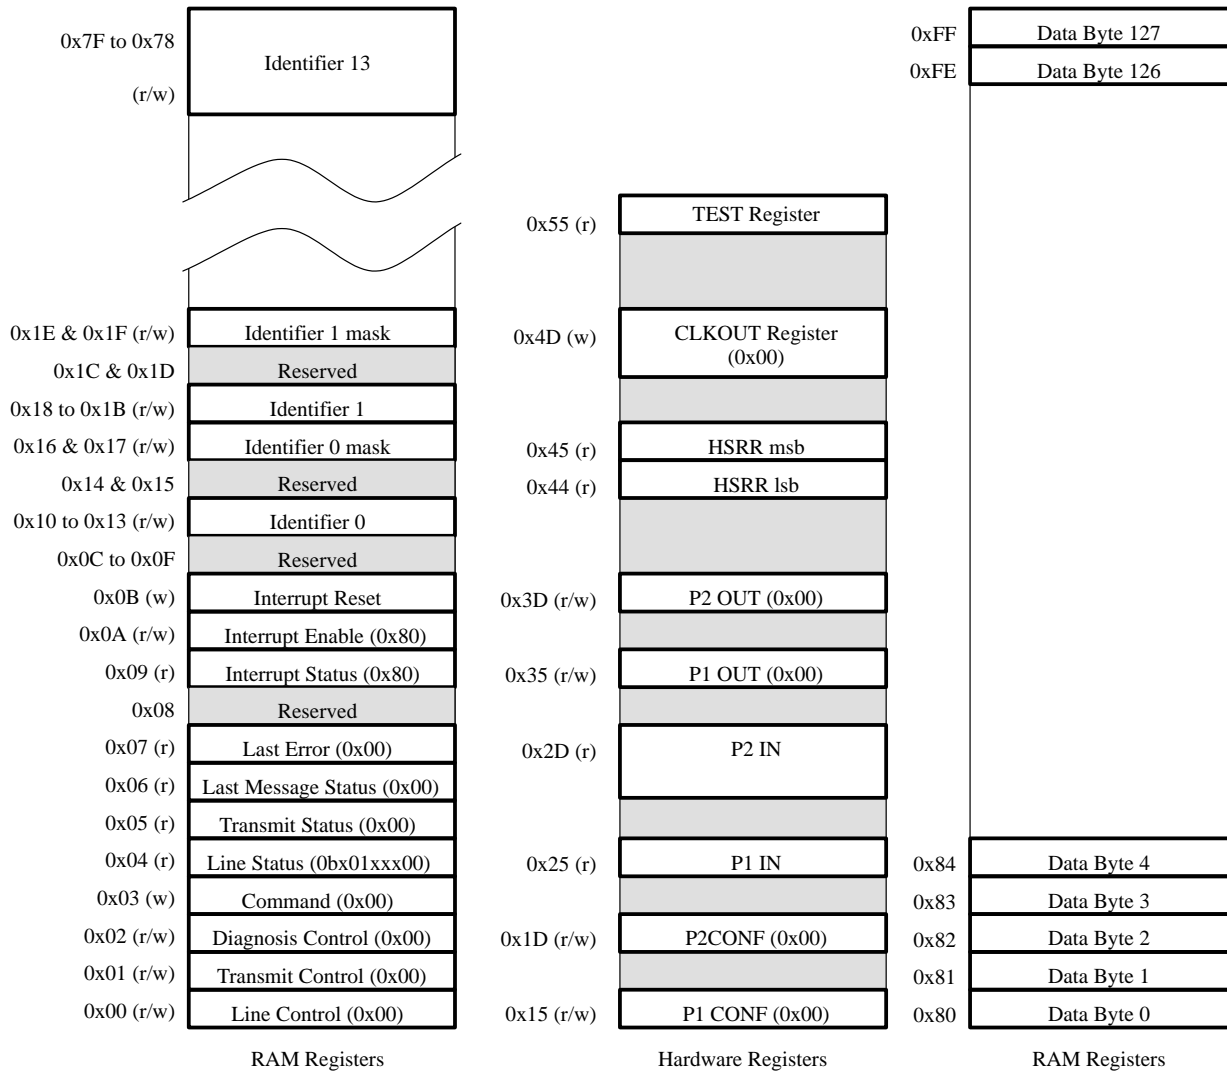 0x7F to 0x78
(r/w)
Identifier 13
0x1E & 0x1F (r/w)
Identifier 1 mask
0x1C & 0x1D
Reserved
0x18 to 0x1B (r/w)
Identifier 1
0x16 & 0x17 (r/w)
Identifier 0 mask
0x14 & 0x15
Reserved
0x10 to 0x13 (r/w)
Identifier 0
0x0C to 0x0F
Reserved
0x0B (w)
Interrupt Reset
0x0A (r/w)
Interrupt Enable (0x80)
0x09 (r)
Interrupt Status (0x80)
0x08
Reserved
0x07 (r)
Last Error (0x00)
0x06 (r)
Last Message Status (0x00)
0x05 (r)
Transmit Status (0x00)
0x04 (r)
Line Status (0bx01xxx00)
0x03 (w)
Command (0x00)
0x02 (r/w)
Diagnosis Control (0x00)
0x01 (r/w)
Transmit Control (0x00)
0x00 (r/w)
Line Control (0x00)
RAM Registers
0x55 (r)
TEST Register
0x4D (w)
CLKOUT Register
(0x00)
0x45 (r)
HSRR msb
0x44 (r)
HSRR lsb
0x3D (r/w)
P2 OUT (0x00)
0x35 (r/w)
P1 OUT (0x00)
0x2D (r)
P2 IN
0x25 (r)
P1 IN
0x1D (r/w)
P2CONF (0x00)
0x15 (r/w)
P1 CONF (0x00)
Hardware Registers
0xFF
Data Byte 127
0xFE
Data Byte 126
0x84
Data Byte 4
0x83
Data Byte 3
0x82
Data Byte 2
0x81
Data Byte 1
0x80
Data Byte 0
RAM Registers